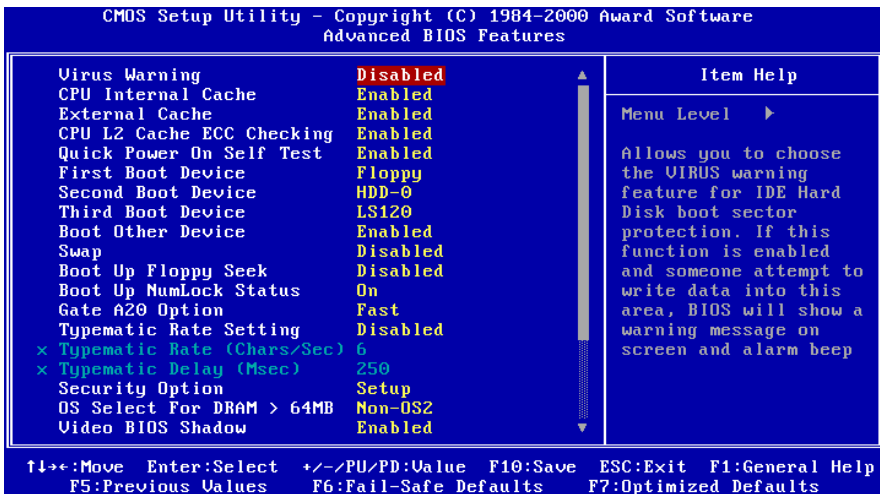 CMOS Setup Utility - Copyright (C) 1984-2000 Award Software
Advanced BIOS Features
Virus Warning Disabled
CPU Internal Cache Enabled
External Cache Enabled
CPU L2 Cache ECC Checking Enabled
Quick Power On Self Test Enabled
First Boot Device Floppy
Second Boot Device HDD-0
Third Boot Device LS120
Boot Other Device Enabled
Swap Disabled
Boot Up Floppy Seek Disabled
Boot Up NumLock Status On
Gate A20 Option Fast
Typematic Rate Setting Disabled
x Typematic Rate (Chars/Sec) 6
x Typematic Delay (Msec) 250
Security Option Setup
OS Select For DRAM > 64MB Non-OS2
Video BIOS Shadow Enabled
Item Help
Menu Level ▶
Allows you to choose
the VIRUS warning
feature for IDE Hard
Disk boot sector
protection. If this
function is enabled
and someone attempt to
write data into this
area, BIOS will show a
warning message on
screen and alarm beep
↑↓→←:Move Enter:Select +/-/PU/PD:Value F10:Save ESC:Exit F1:General Help
F5:Previous Values F6:Fail-Safe Defaults F7:Optimized Defaults